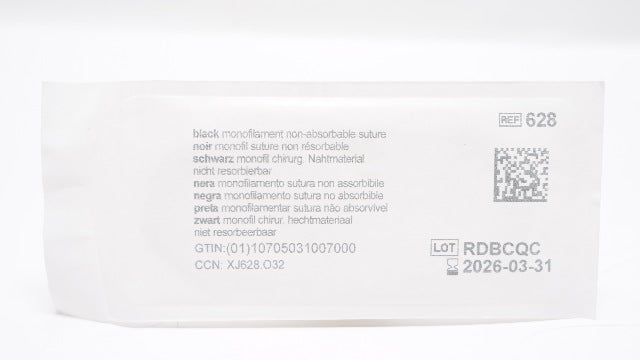 REF 628
black monofilament non-absorbable suture
noir monofil suture non résorbable
schwarz monofil chirurg. Nahtmaterial
nicht resorbierbar
nera monofilamento sutura non assorbibile
negra monofilamento sutura no absorbible
preta monofilamentar sutura não absorvível
zwart monofil chirur. hechtmateriaal
niet resorbeerbaar
GTIN:(01)10705031007000
CCN: XJ628.O32
LOT RDBCQC
2026-03-31